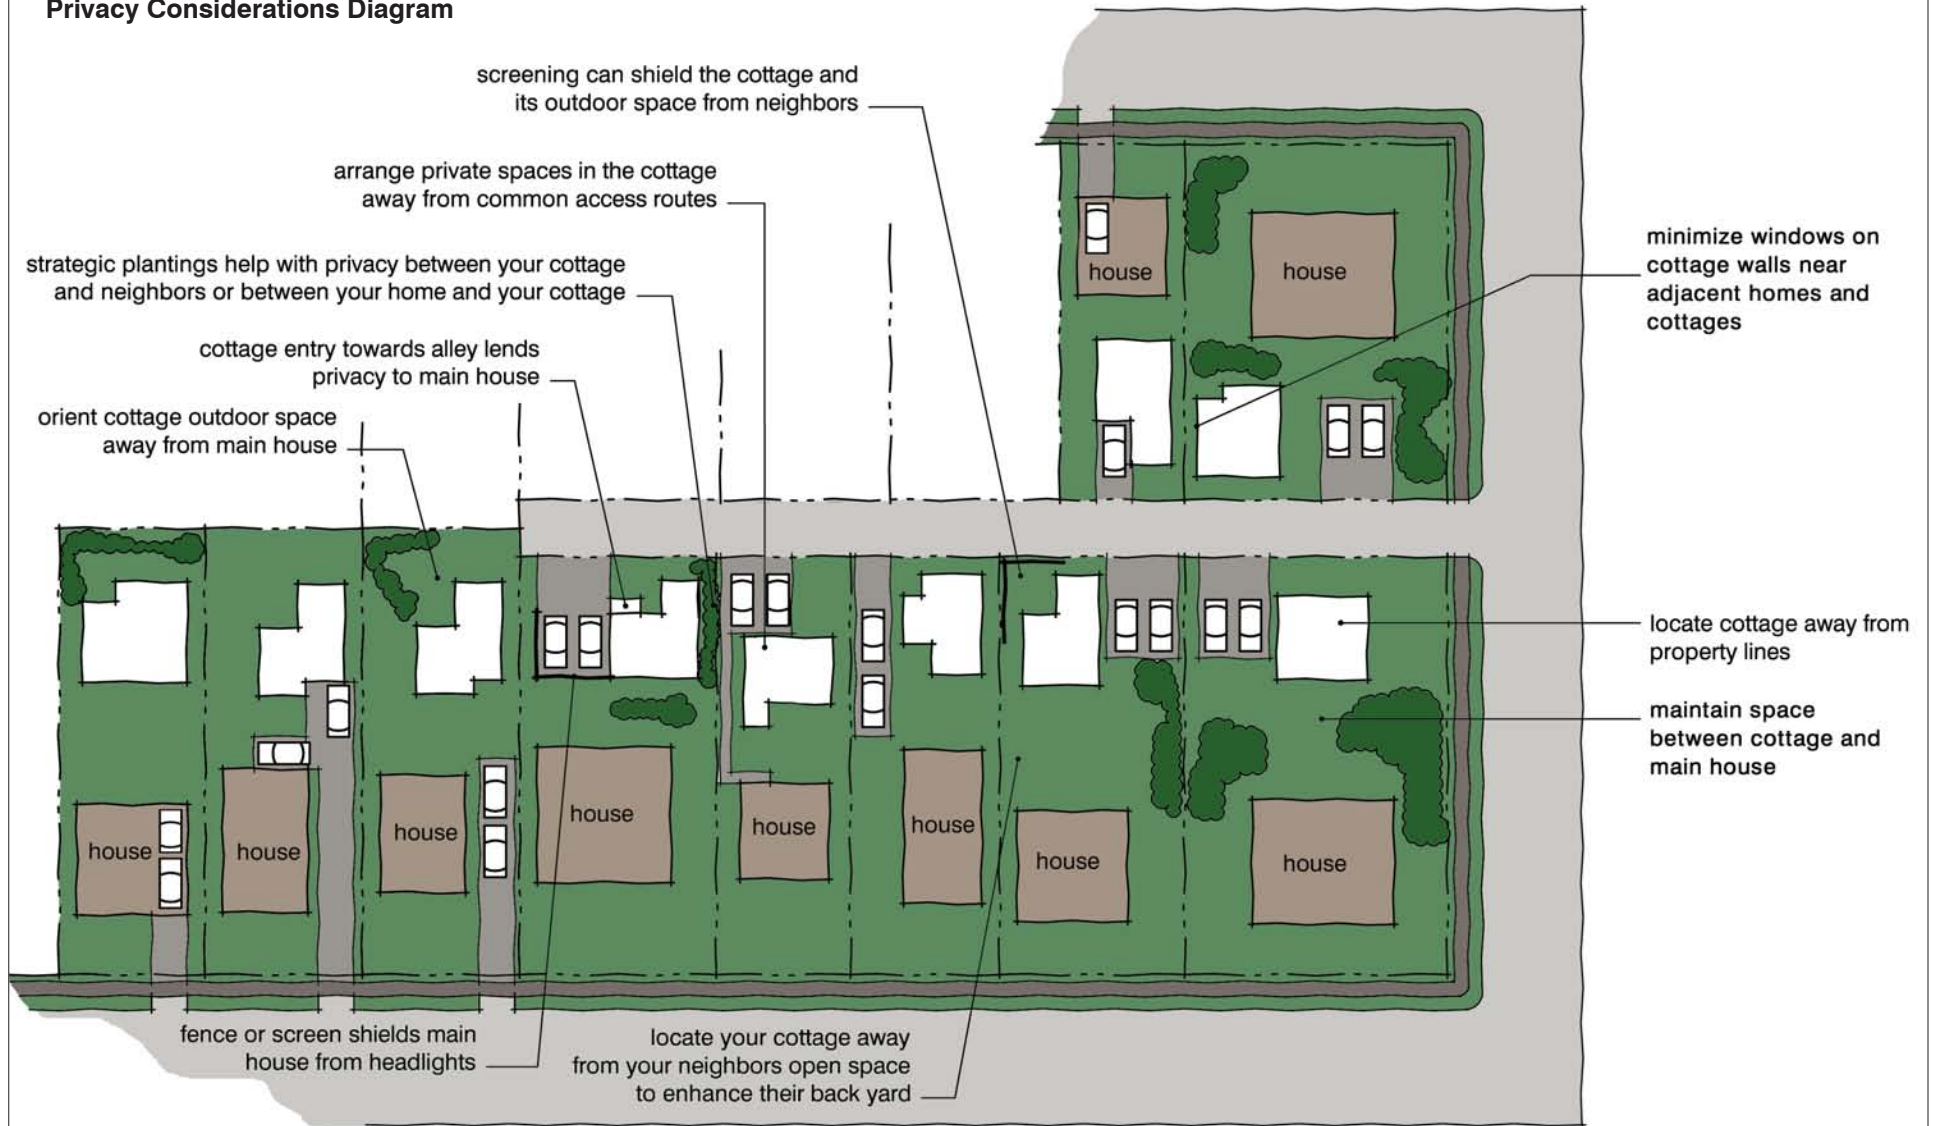 Privacy Considerations Diagram
screening can shield the cottage and
its outdoor space from neighbors
arrange private spaces in the cottage
away from common access routes
strategic plantings help with privacy between your cottage
and neighbors or between your home and your cottage
cottage entry towards alley lends
privacy to main house
orient cottage outdoor space
away from main house
minimize windows on
cottage walls near
adjacent homes and
cottages
house
house
locate cottage away from
property lines
maintain space
between cottage and
main house
house
house
house
house
house
house
house
house
fence or screen shields main
house from headlights
locate your cottage away
from your neighbors open space
to enhance their back yard